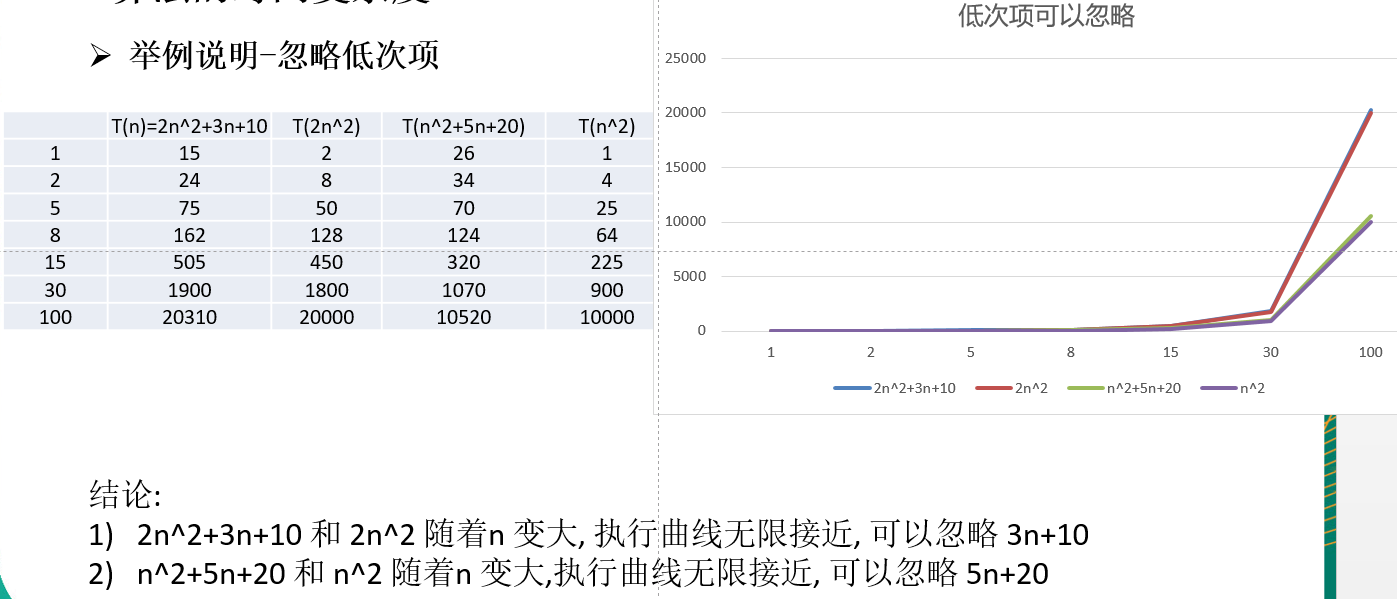 举例说明-忽略低次项
T(n)=2n^2+3n+10 T(2n^2) T(n^2+5n+20) T(n^2)
1 15 2 26 1
2 24 8 34 4
5 75 50 70 25
8 162 128 124 64
15 505 450 320 225
30 1900 1800 1070 900
100 20310 20000 10520 10000
低次项可以忽略
25000
20000
15000
10000
5000
0
1 2 5 8 15 30 100
2n^2+3n+10 2n^2 n^2+5n+20 n^2
结论:
1) 2n^2+3n+10 和 2n^2 随着n 变大, 执行曲线无限接近, 可以忽略 3n+10
2) n^2+5n+20 和 n^2 随着n 变大,执行曲线无限接近, 可以忽略 5n+20